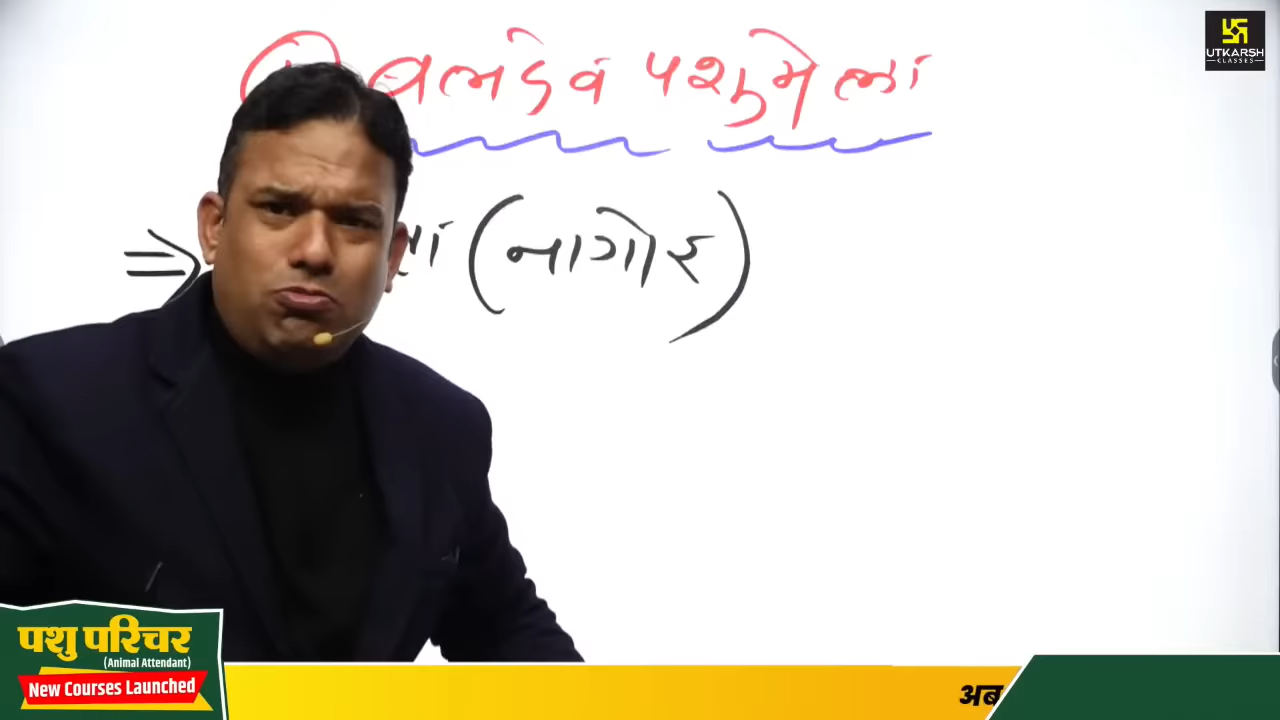 बलदेव पशुमेला
⇒ (नागोर)
UTKARSH
CLASSES
पशु परिचर
(Animal Attendant)
New Courses Launched
अब